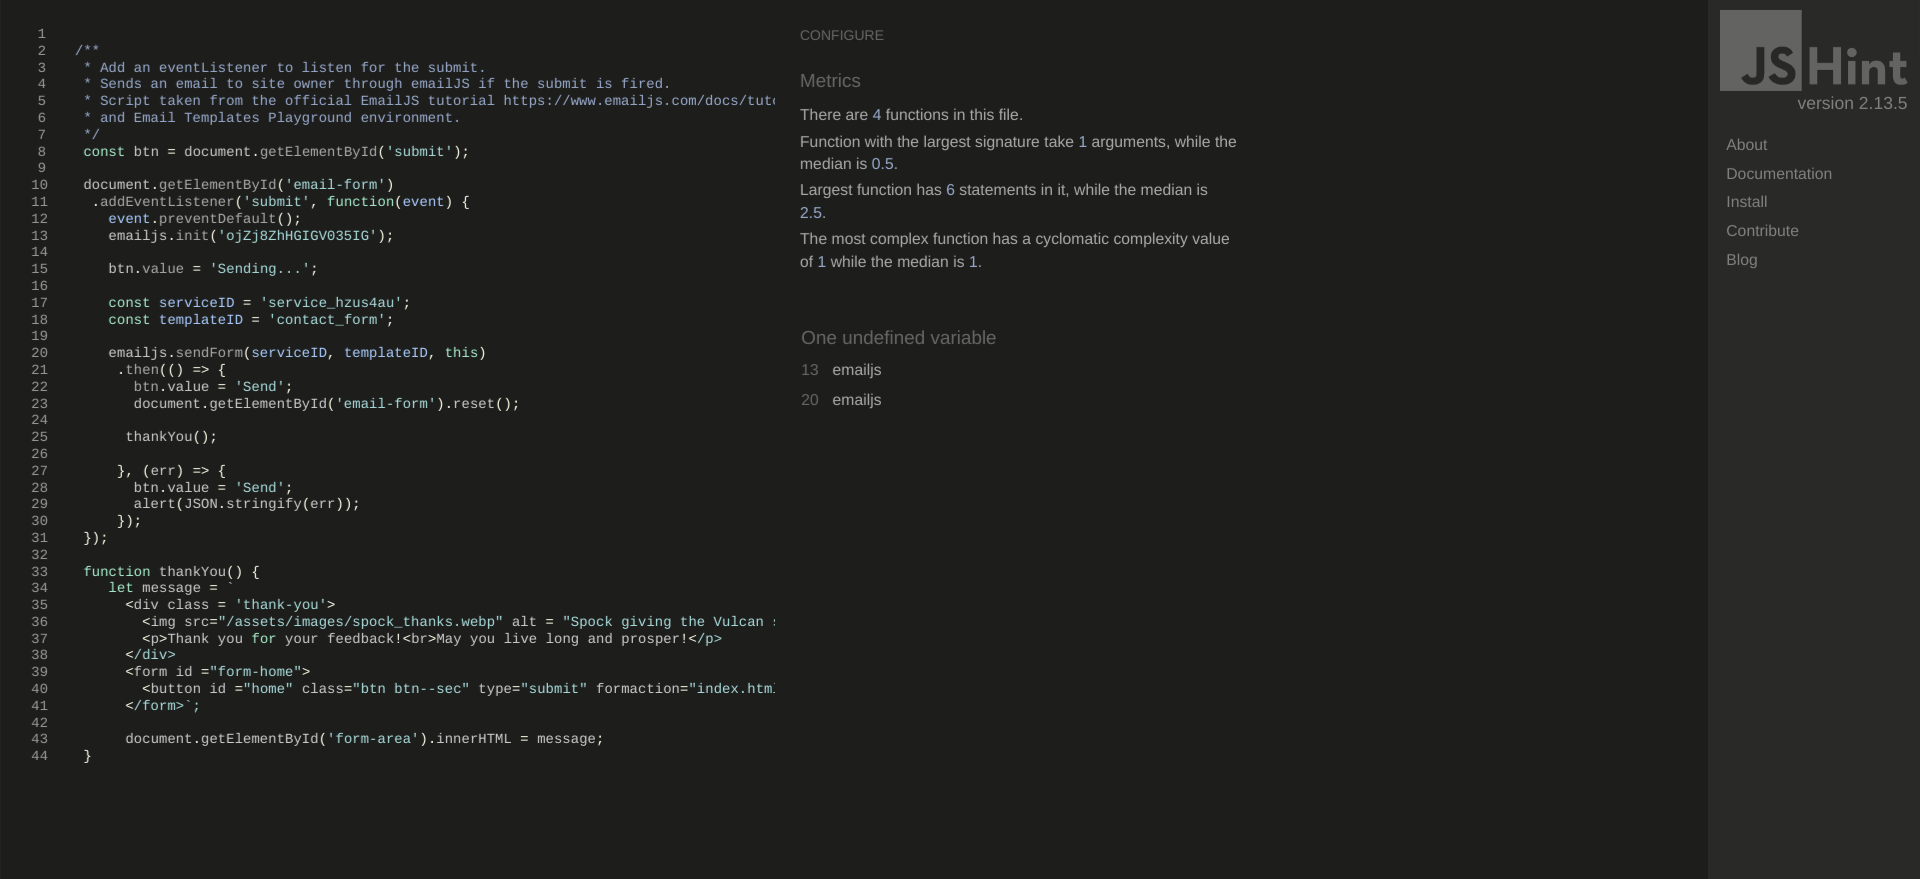 1
2 /**
3 * Add an eventListener to listen for the submit.
4 * Sends an email to site owner through emailJS if the submit is fired.
5 * Script taken from the official EmailJS tutorial https://www.emailjs.com/docs/tuto
6 * and Email Templates Playground environment.
7 */
8 const btn = document.getElementById('submit');
9
10 document.getElementById('email-form')
11 .addEventListener('submit', function(event) {
12 event.preventDefault();
13 emailjs.init('ojZj8ZhHGIGV035IG');
14
15 btn.value = 'Sending...';
16
17 const serviceID = 'service_hzus4au';
18 const templateID = 'contact_form';
19
20 emailjs.sendForm(serviceID, templateID, this)
21 .then(() => {
22 btn.value = 'Send';
23 document.getElementById('email-form').reset();
24
25 thankYou();
26
27 }, (err) => {
28 btn.value = 'Send';
29 alert(JSON.stringify(err));
30 });
31 });
32
33 function thankYou() {
34 let message = `
35 <div class = 'thank-you'>
36 <img src="/assets/images/spock_thanks.webp" alt = "Spock giving the Vulcan
37 <p>Thank you for your feedback!<br>May you live long and prosper!</p>
38 </div>
39 <form id ="form-home">
40 <button id ="home" class="btn btn--sec" type="submit" formaction="index.html
41 </form>`;
42
43 document.getElementById('form-area').innerHTML = message;
44 }
CONFIGURE
Metrics
There are 4 functions in this file.
Function with the largest signature take 1 arguments, while the
median is 0.5.
Largest function has 6 statements in it, while the median is
2.5.
The most complex function has a cyclomatic complexity value
of 1 while the median is 1.
One undefined variable
13 emailjs
20 emailjs
JSHint
version 2.13.5
About
Documentation
Install
Contribute
Blog